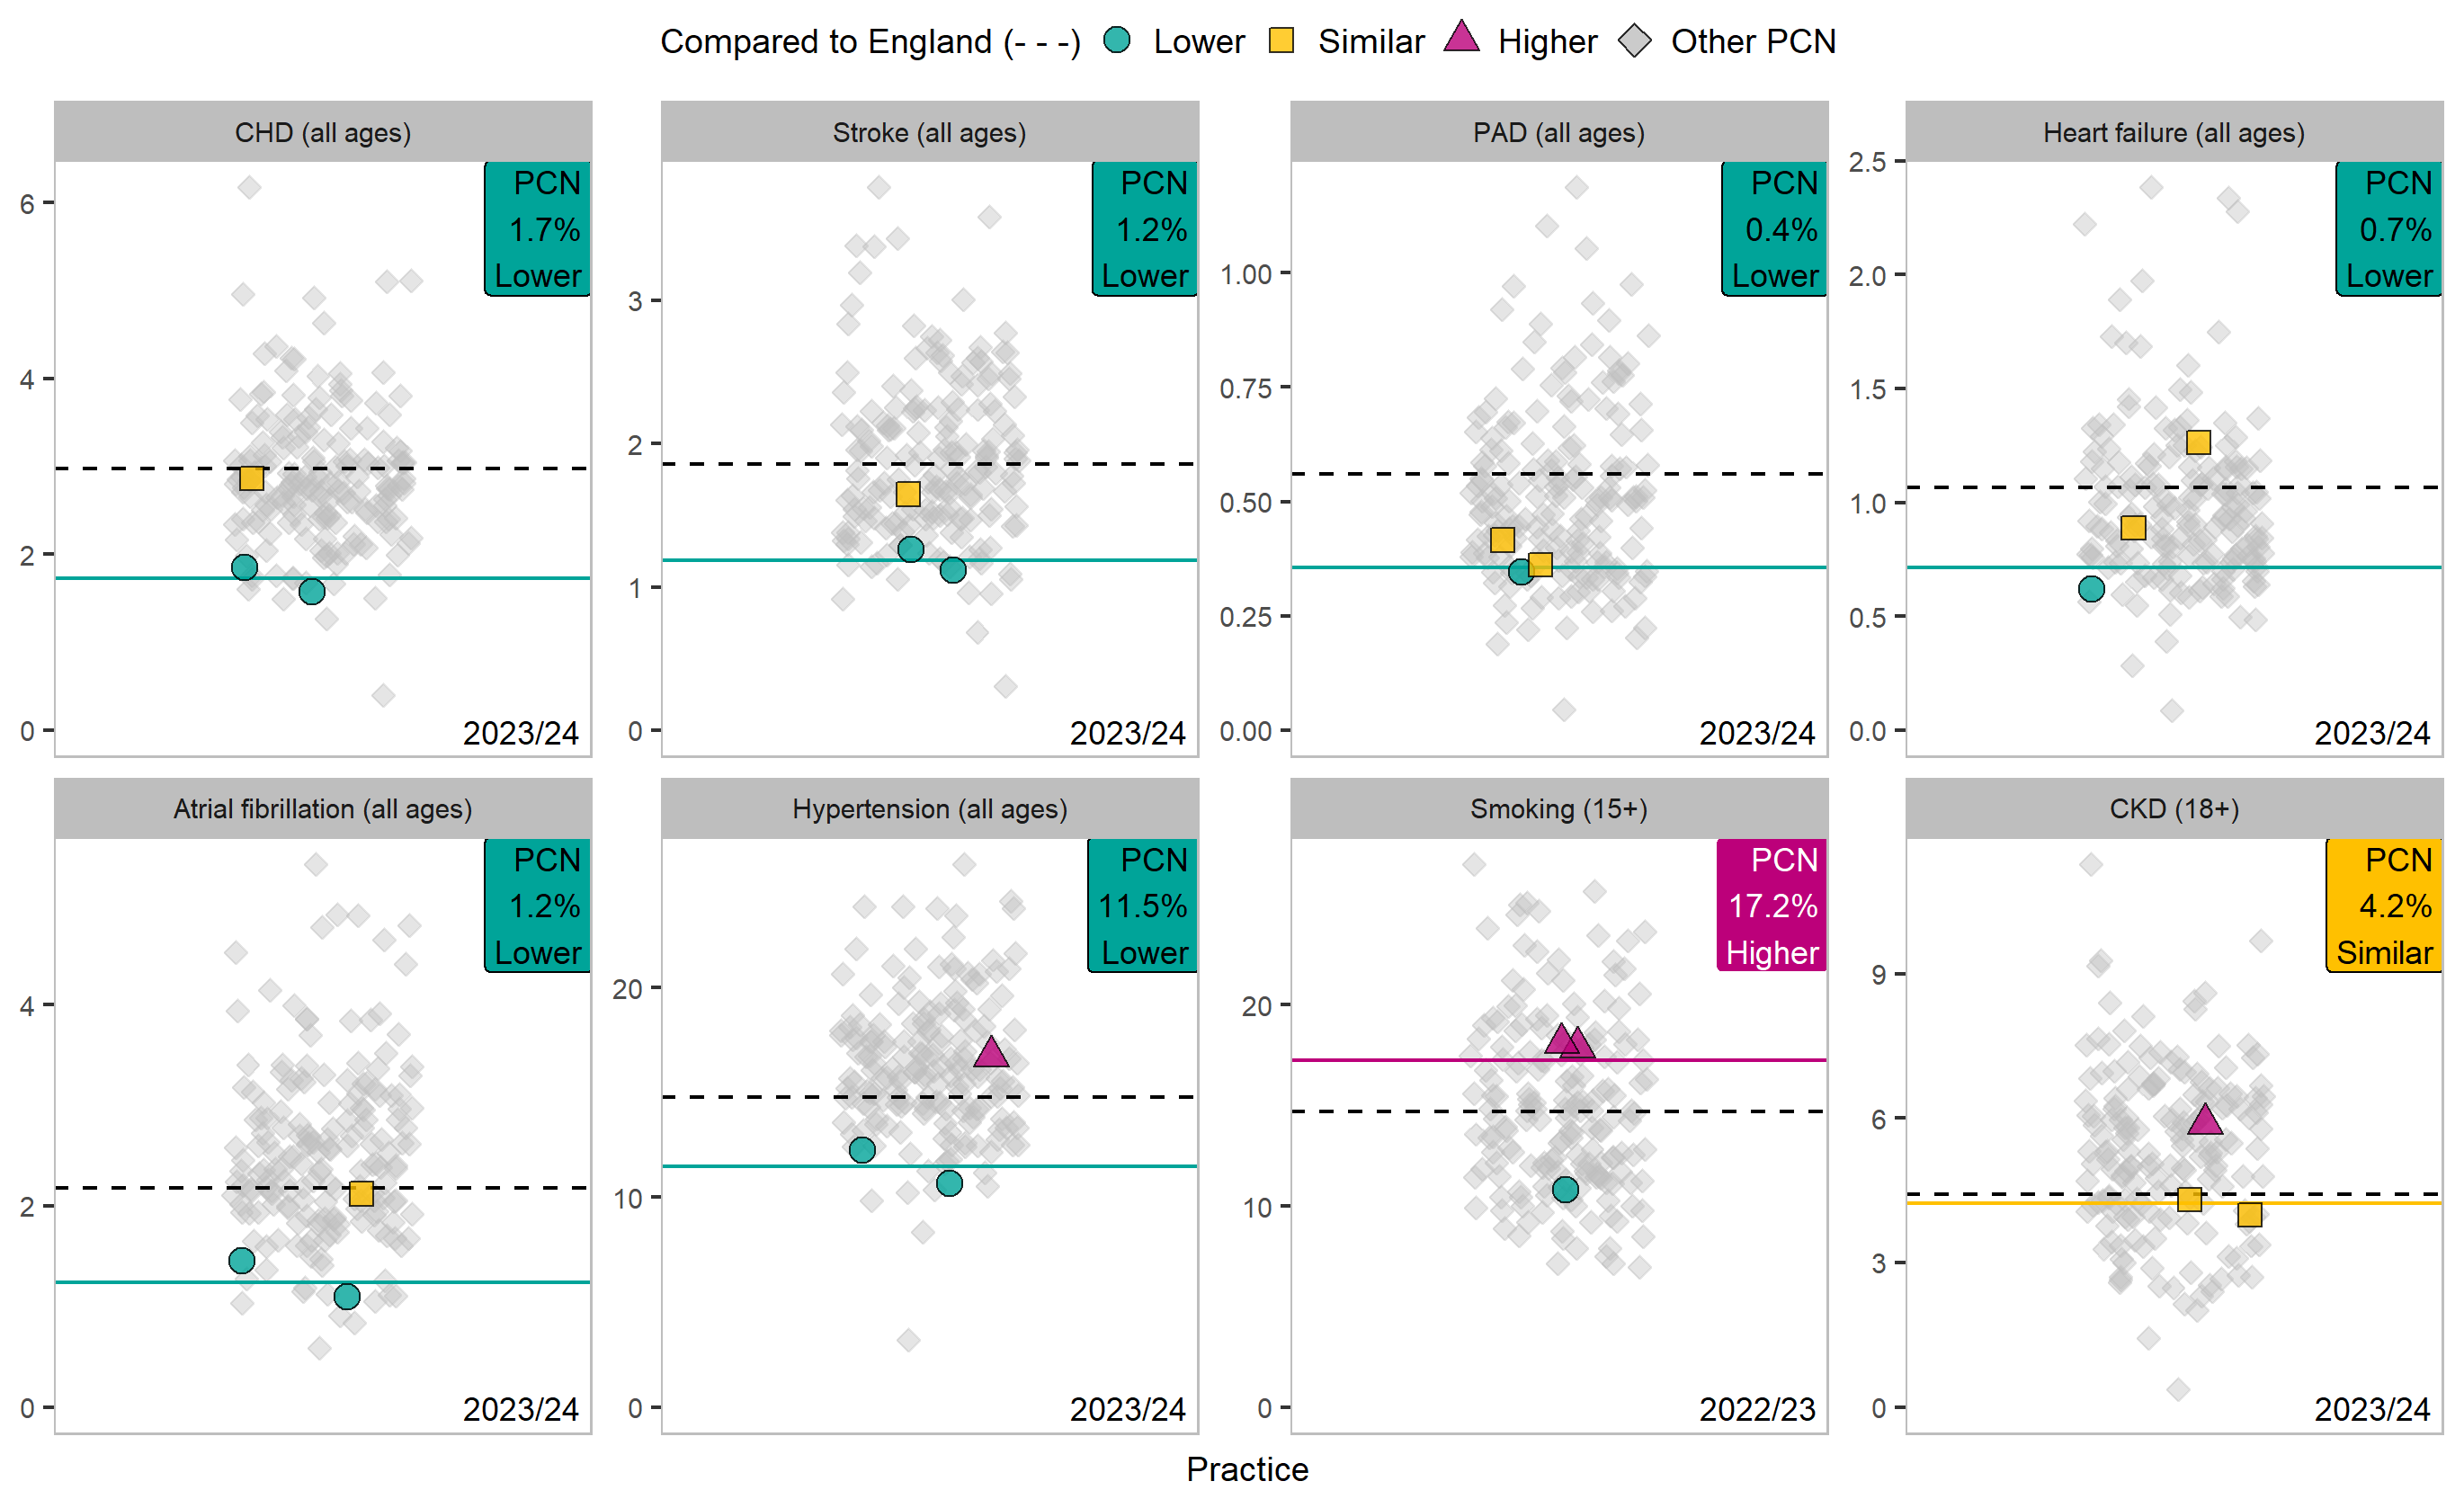 Compared to England (- - -) Lower Similar Higher Other PCN
CHD (all ages)
PCN
1.7%
Lower
6
4
2
0
2023/24
Stroke (all ages)
PCN
1.2%
Lower
3
2
1
0
2023/24
PAD (all ages)
PCN
0.4%
Lower
1.00
0.75
0.50
0.25
0.00
2023/24
Heart failure (all ages)
PCN
0.7%
Lower
2.5
2.0
1.5
1.0
0.5
0.0
2023/24
Atrial fibrillation (all ages)
PCN
1.2%
Lower
4
2
0
2023/24
Hypertension (all ages)
PCN
11.5%
Lower
20
10
0
2023/24
Smoking (15+)
PCN
17.2%
Higher
20
10
0
2022/23
CKD (18+)
PCN
4.2%
Similar
9
6
3
0
2023/24
Practice